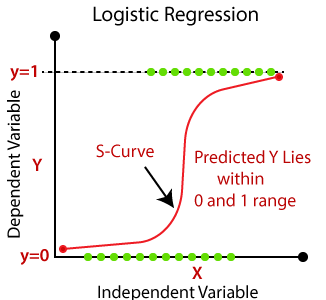 Logistic Regression
y=1
Dependent Variable
Y
S-Curve
Predicted Y Lies
within
0 and 1 range
y=0
X
Independent Variable